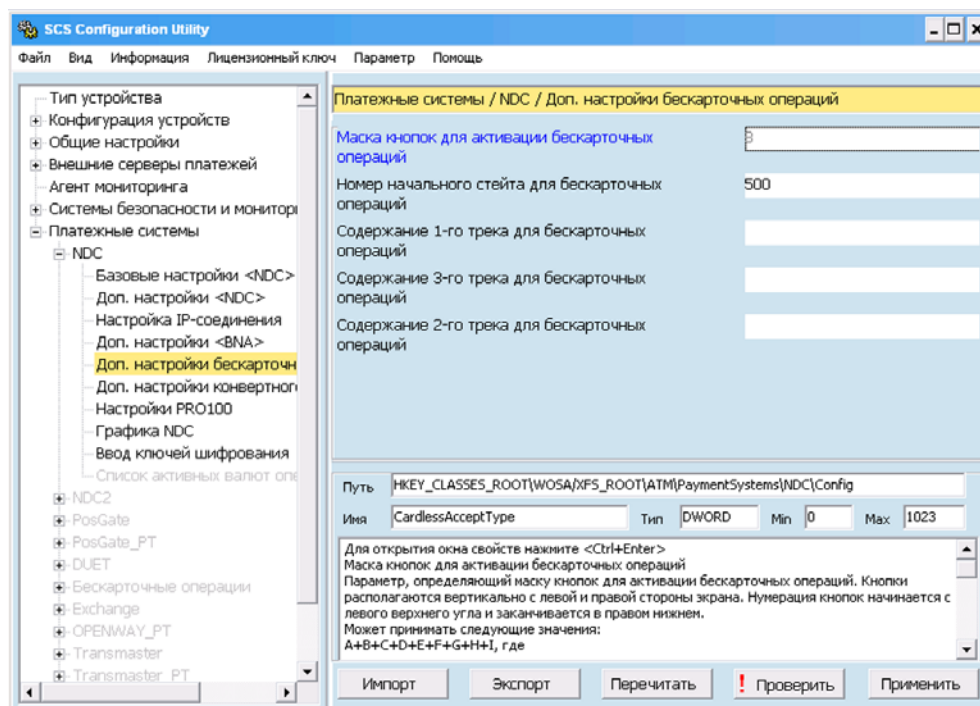 SCS Configuration Utility
Файл Вид Информация Лицензионный ключ Параметр Помощь
Тип устройства
Конфигурация устройств
Общие настройки
Внешние серверы платежей
Агент мониторинга
Системы безопасности и монитори
Платежные системы
NDC
Базовые настройки <NDC>
Доп. настройки <NDC>
Настройка IP-соединения
Доп. настройки <BNA>
Доп. настройки бескарточн
Доп. настройки конвертного
Настройки PRO100
Графика NDC
Ввод ключей шифрования
Список активных валют опе
NDC2
PosGate
PosGate_PT
DUET
Бескарточные операции
Exchange
OPENWAY_PT
Transmaster
Transmaster PT
Платежные системы / NDC / Доп. настройки бескарточных операций
Маска кнопок для активации бескарточных
операций
Номер начального стейта для бескарточных 500
операций
Содержание 1-го трека для бескарточных
операций
Содержание 3-го трека для бескарточных
операций
Содержание 2-го трека для бескарточных
операций
Путь HKEY_CLASSES_ROOT\WOSA/XFS_ROOT\ATM\PaymentSystems\NDC\Config
Имя CardlessAcceptType Тип DWORD Min 0 Max 1023
Для открытия окна свойств нажмите <Ctrl+Enter>
Маска кнопок для активации бескарточных операций
Параметр, определяющий маску кнопок для активации бескарточных операций. Кнопки
располагаются вертикально с левой и правой стороны экрана. Нумерация кнопок начинается с
левого верхнего угла и заканчивается в правом нижнем.
Может принимать следующие значения:
A+B+C+D+E+F+G+H+I, где
Импорт Экспорт Перечитать ! Проверить Применить